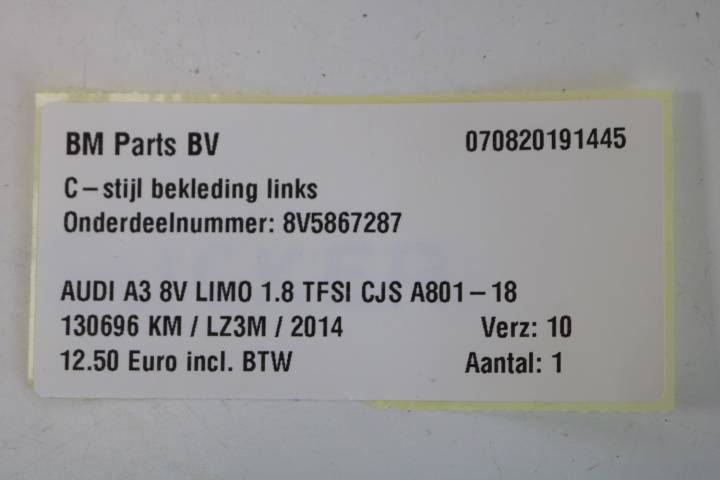 BM Parts BV 070820191445
C-stijl bekleding links
Onderdeelnummer: 8V5867287
AUDI A3 8V LIMO 1.8 TFSI CJS A801-18
130696 KM / LZ3M / 2014 Verz: 10
12.50 Euro incl. BTW Aantal: 1